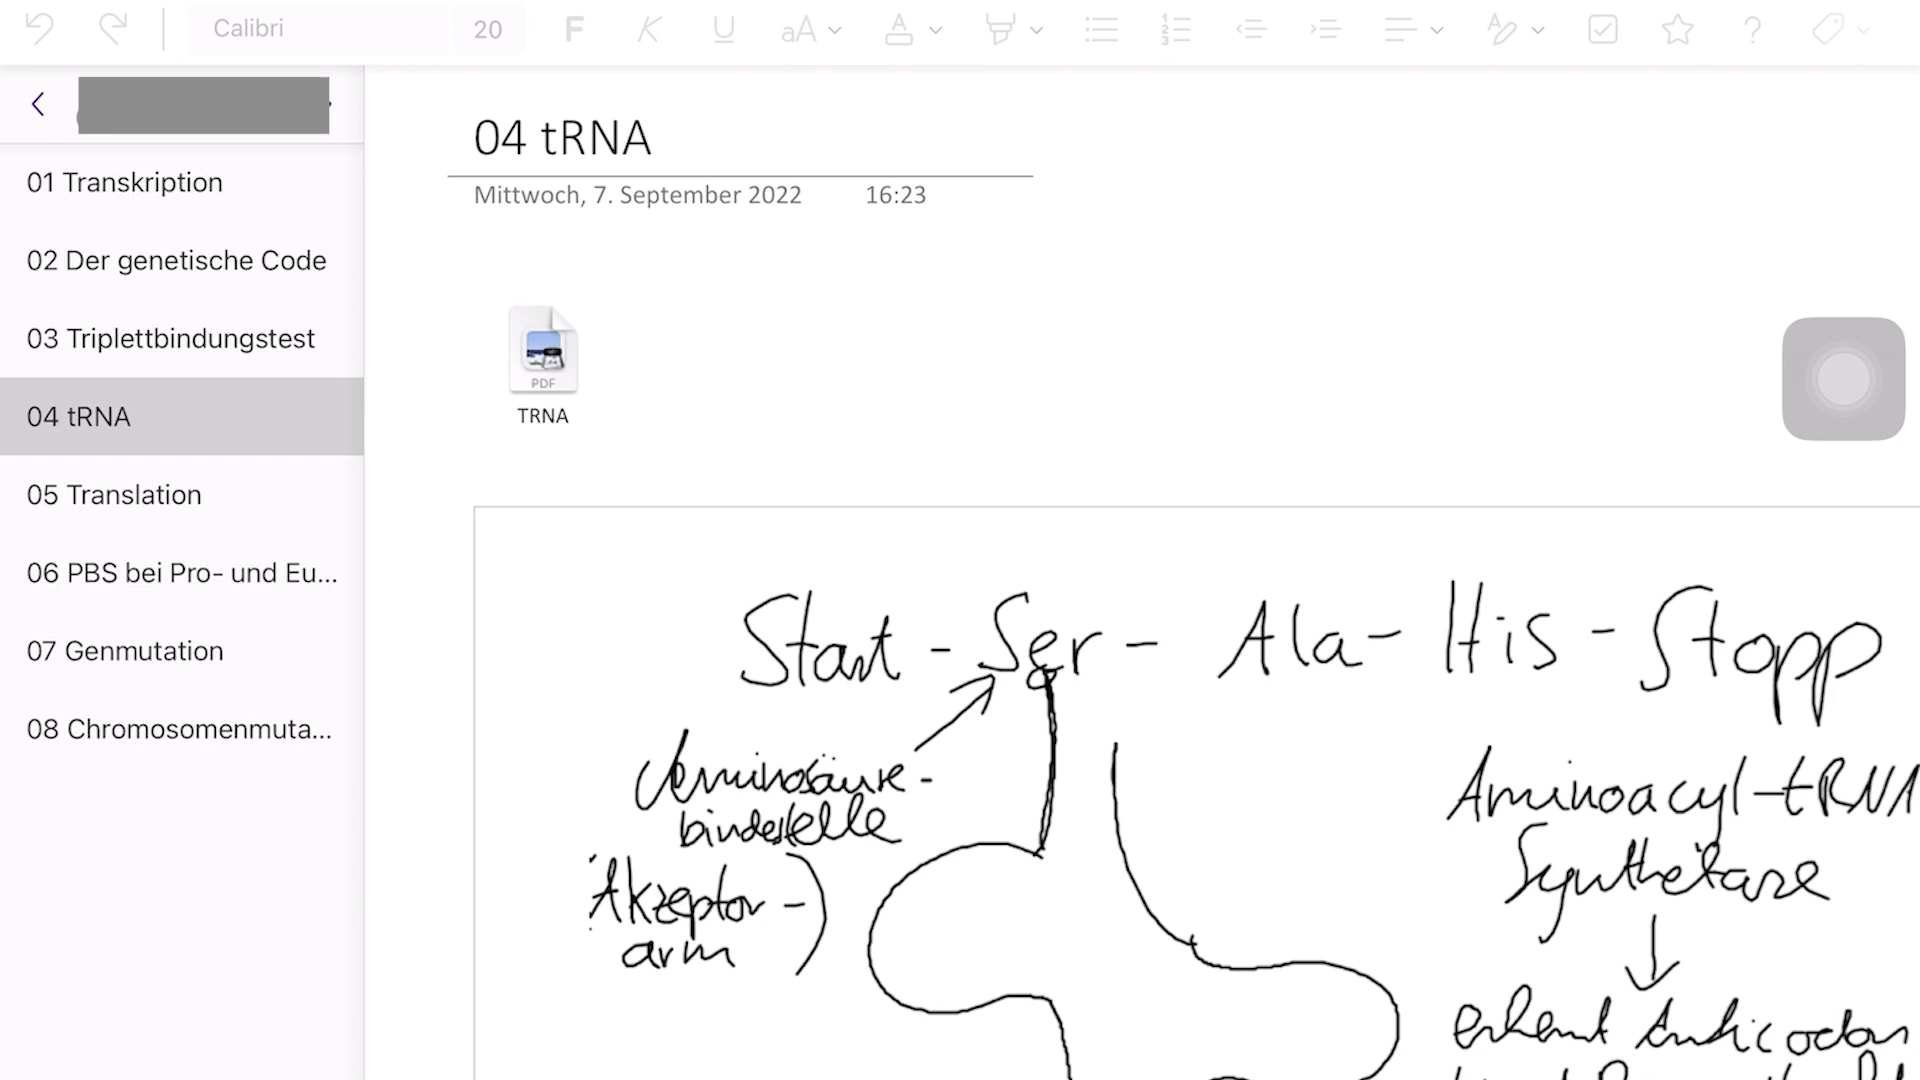 Calibri 20 F K U aA A
01 Transkription
02 Der genetische Code
03 Triplettbindungstest
04 tRNA
05 Translation
06 PBS bei Pro- und Eu...
07 Genmutation
08 Chromosomenmuta...
04 tRNA
Mittwoch, 7. September 2022 16:23
PDF
TRNA
Start - Ser - Ala - His - Stopp
Aminosäure-
bindestelle
Akzeptor-
arm
Aminoacyl-tRNA
Synthetase
erkennt Anticodon